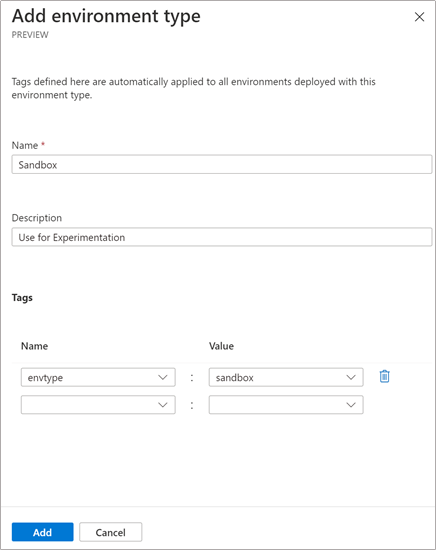 Add environment type
PREVIEW
Tags defined here are automatically applied to all environments deployed with this
environment type.
Name *
Sandbox
Description
Use for Experimentation
Tags
Name Value
envtype : sandbox
:
Add Cancel